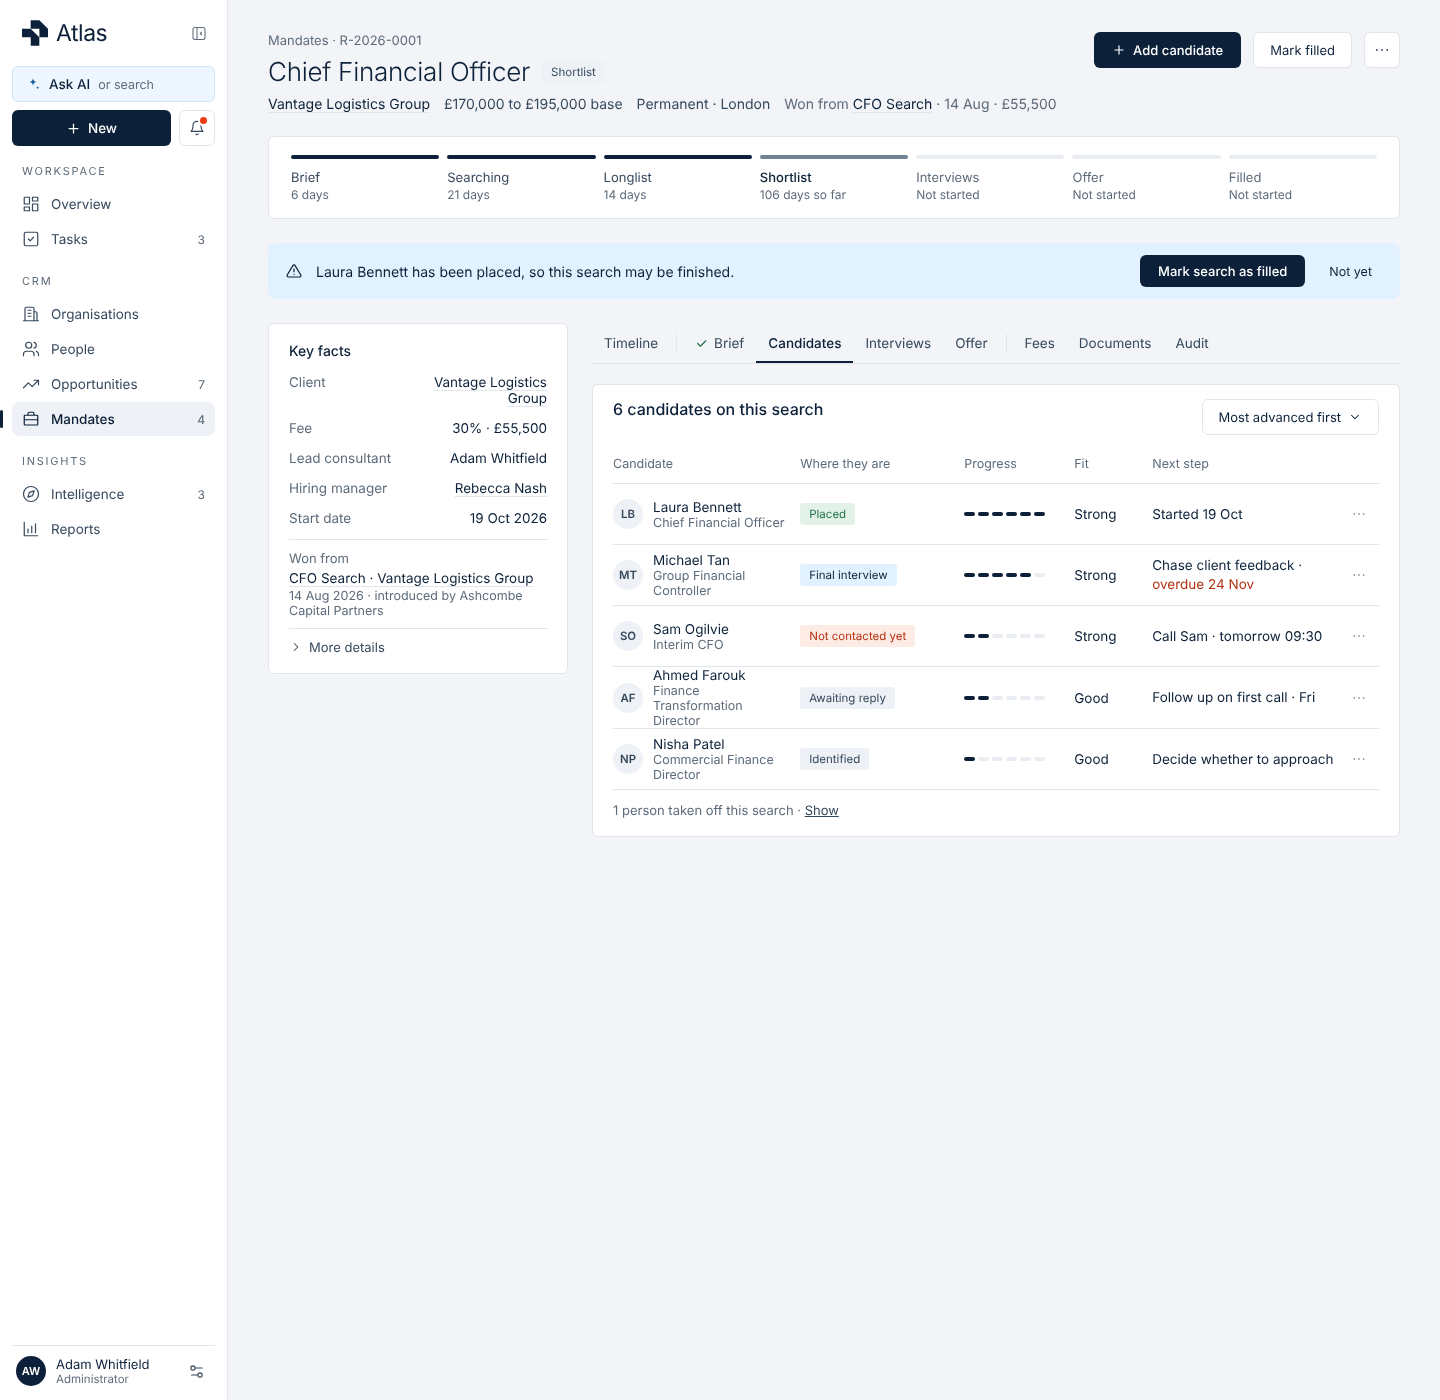 Atlas
Ask AI or search
New
WORKSPACE
Overview
Tasks 3
CRM
Organisations
People
Opportunities 7
Mandates 4
INSIGHTS
Intelligence 3
Reports
AW
Adam Whitfield
Administrator
Mandates · R-2026-0001
Chief Financial Officer Shortlist
Vantage Logistics Group £170,000 to £195,000 base Permanent · London Won from CFO Search · 14 Aug · £55,500
Add candidate Mark filled ...
Brief Searching Longlist Shortlist Interviews Offer Filled
6 days 21 days 14 days 106 days so far Not started Not started Not started
Laura Bennett has been placed, so this search may be finished.
Mark search as filled Not yet
Key facts
Client Vantage Logistics
Group
Fee 30% · £55,500
Lead consultant Adam Whitfield
Hiring manager Rebecca Nash
Start date 19 Oct 2026
Won from
CFO Search · Vantage Logistics Group
14 Aug 2026 · introduced by Ashcombe
Capital Partners
More details
Timeline Brief Candidates Interviews Offer Fees Documents Audit
6 candidates on this search
Most advanced first
Candidate Where they are Progress Fit Next step
LB Laura Bennett
Chief Financial Officer
Placed Strong Started 19 Oct ...
MT Michael Tan
Group Financial
Controller
Final interview Strong Chase client feedback ·
overdue 24 Nov ...
SO Sam Ogilvie
Interim CFO
Not contacted yet Strong Call Sam · tomorrow 09:30 ...
AF Ahmed Farouk
Finance
Transformation
Director
Awaiting reply Good Follow up on first call · Fri ...
NP Nisha Patel
Commercial Finance
Director
Identified Good Decide whether to approach ...
1 person taken off this search · Show